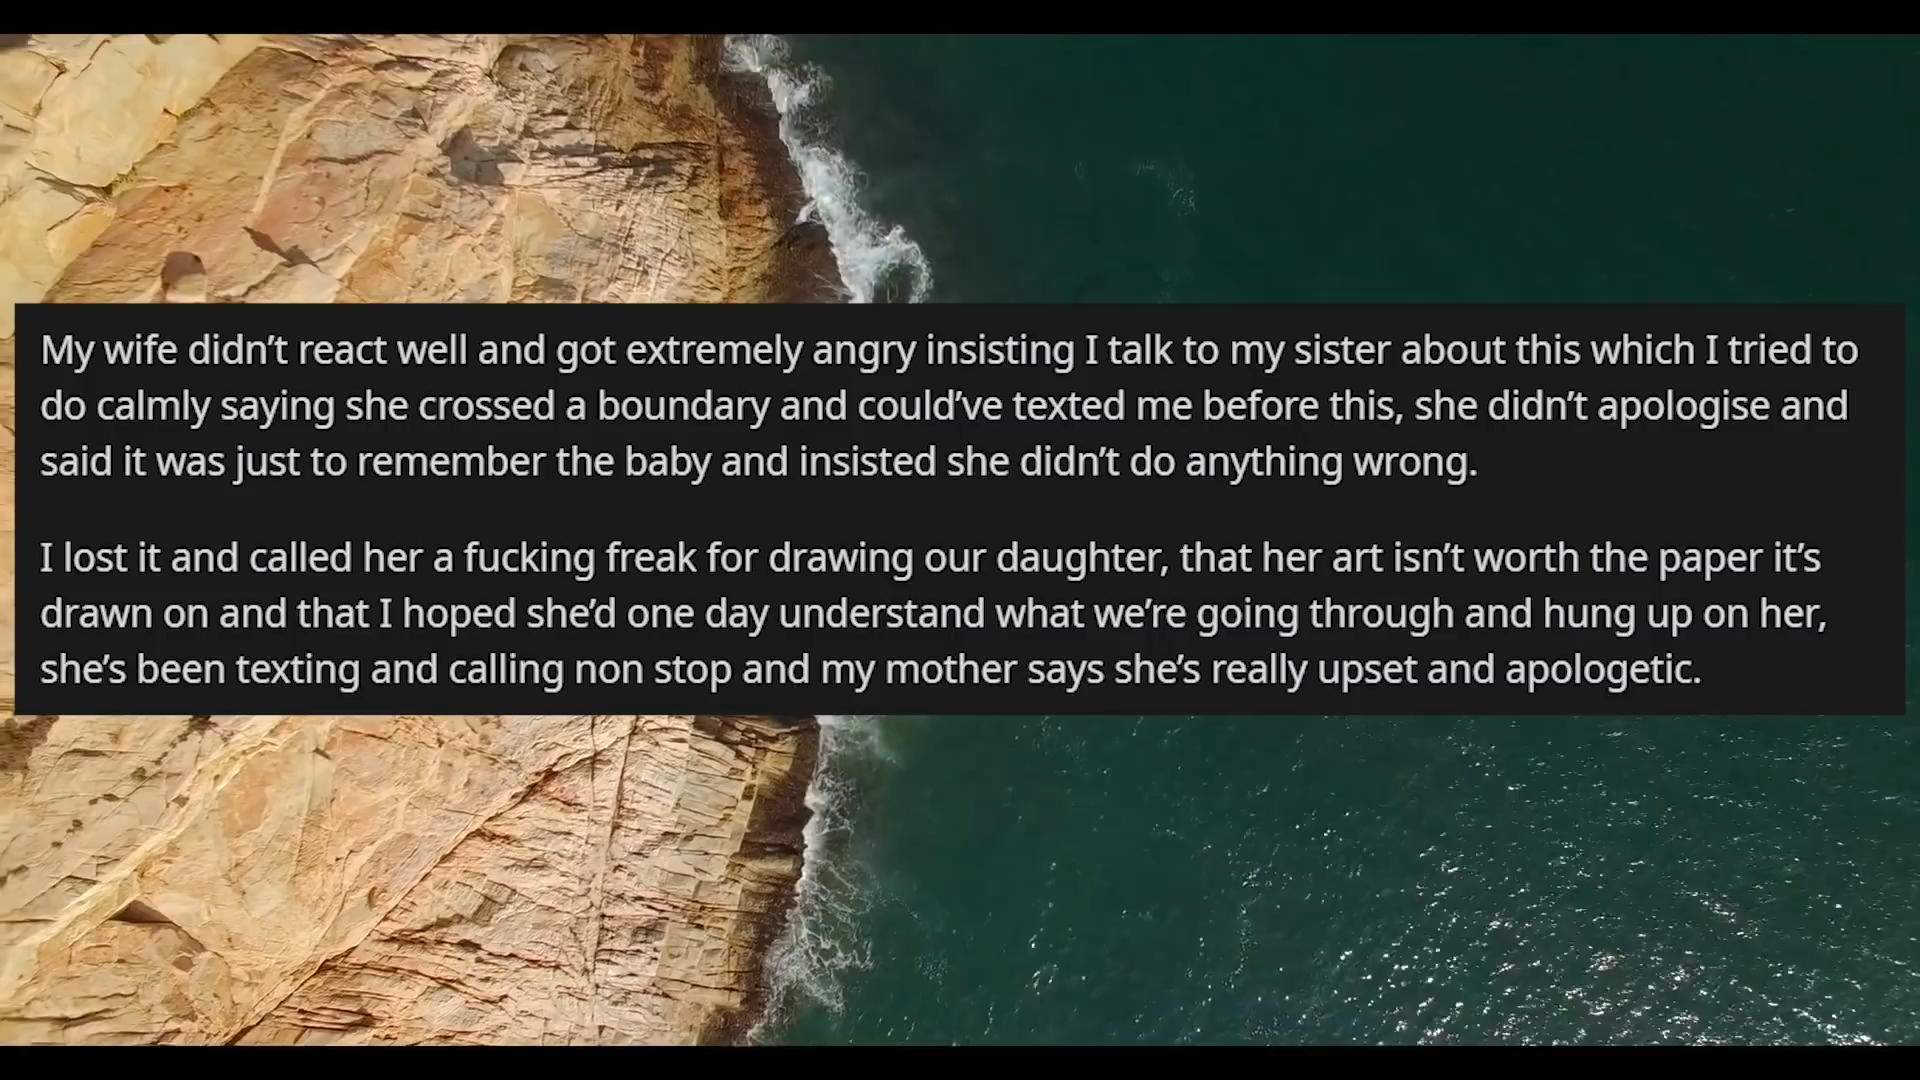 My wife didn’t react well and got extremely angry insisting I talk to my sister about this which I tried to
do calmly saying she crossed a boundary and could’ve texted me before this, she didn’t apologise and
said it was just to remember the baby and insisted she didn’t do anything wrong.
I lost it and called her a fucking freak for drawing our daughter, that her art isn’t worth the paper it’s
drawn on and that I hoped she’d one day understand what we’re going through and hung up on her,
she’s been texting and calling non stop and my mother says she’s really upset and apologetic.